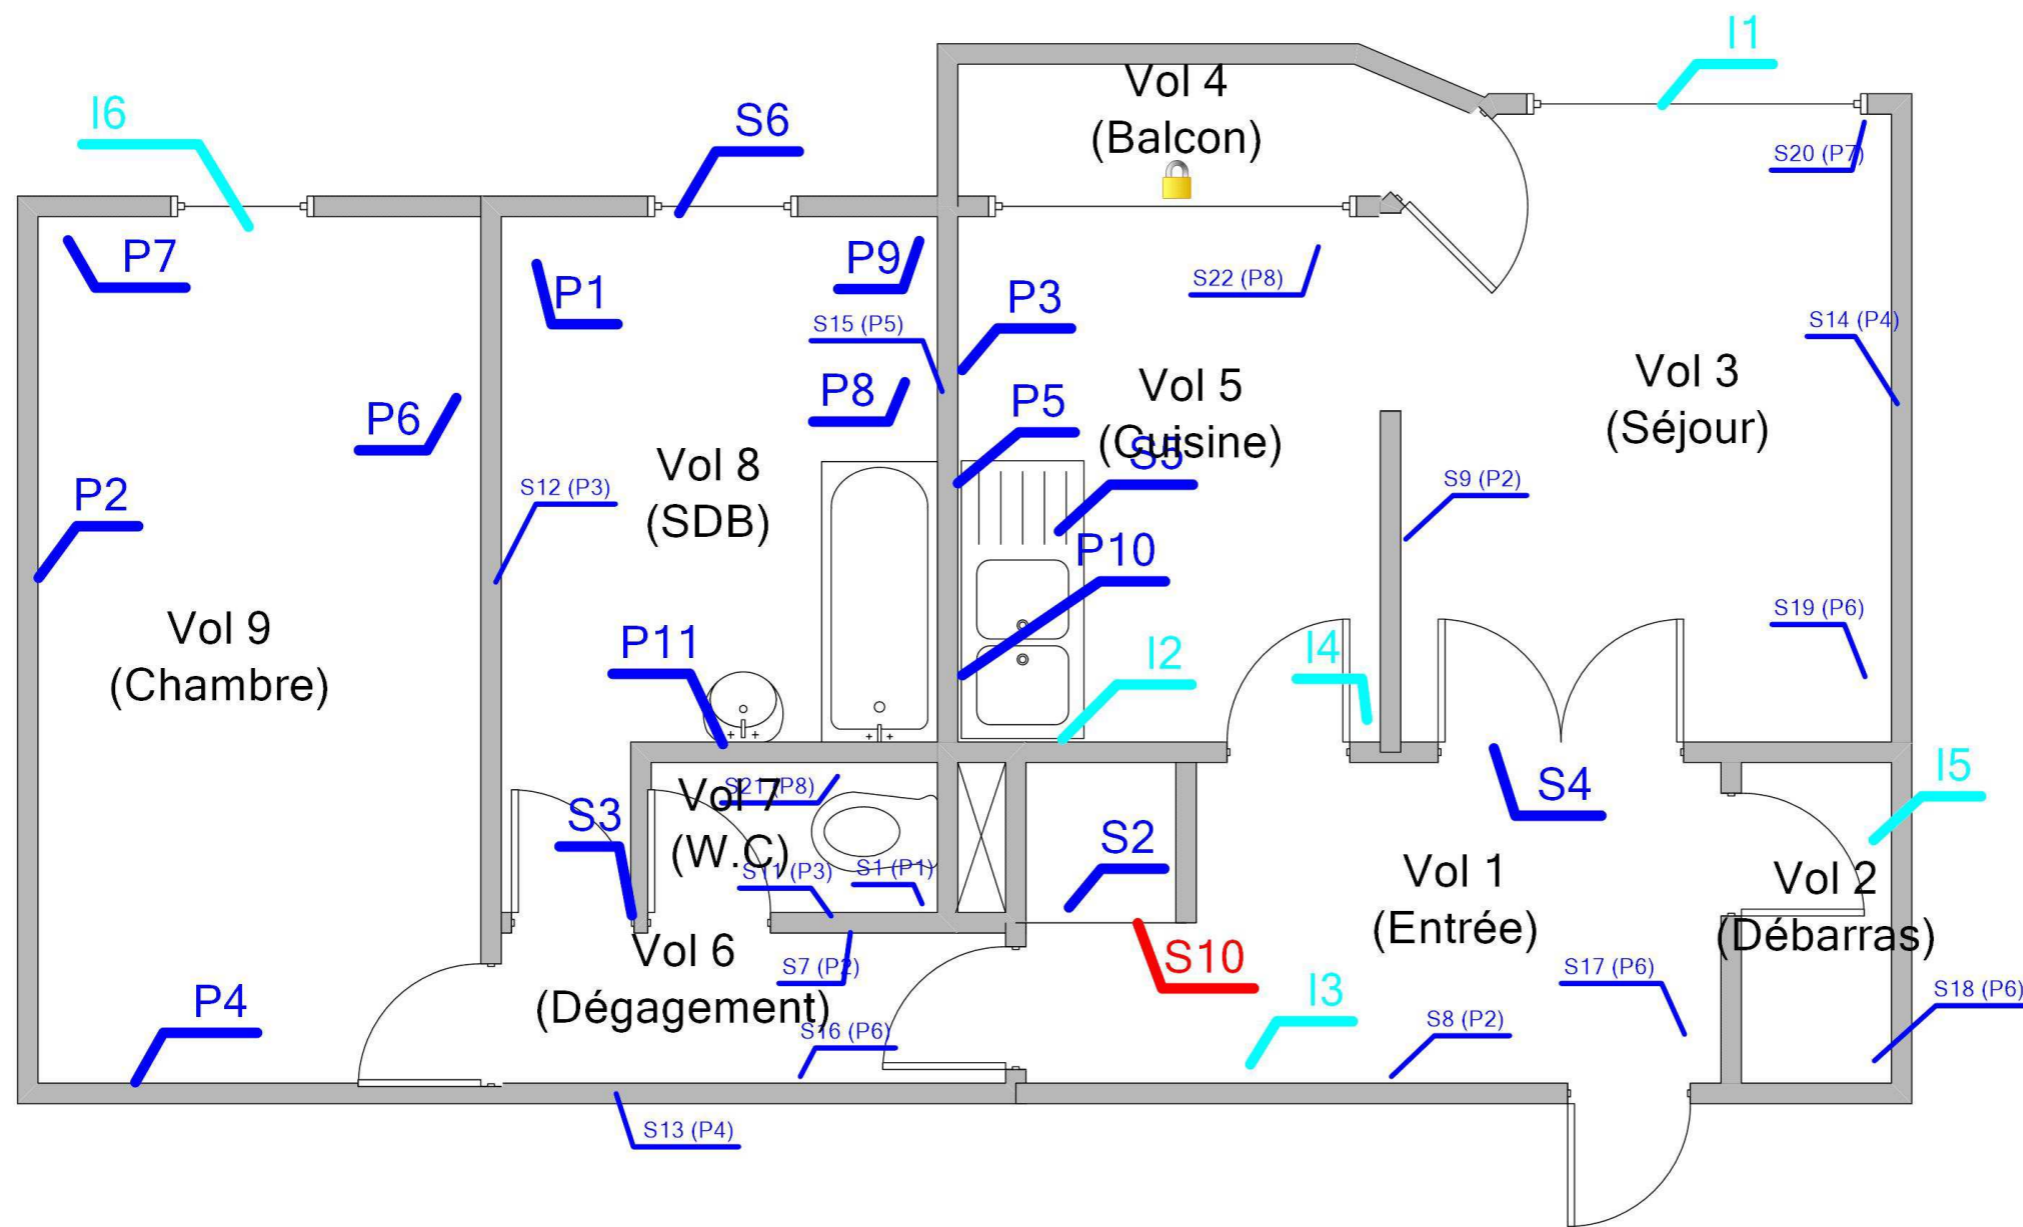 I1
Vol 4
(Balcon)
I6
S6
S20 (P7)
P7
P9
S22 (P8)
P1
P3
S15 (P5)
S14 (P4)
Vol 5
(Cuisine)
Vol 3
(Séjour)
P8
P5
P6
S5
Vol 8
(SDB)
S12 (P3)
S9 (P2)
P2
P10
Vol 9
(Chambre)
S19 (P6)
P11
I2
I4
S4
I5
S21 (P8)
Vol 7
(W.C)
S3
S2
S11 (P3)
S1 (P1)
Vol 1
(Entrée)
Vol 2
(Débarras)
Vol 6
(Dégagement)
S7 (P2)
S10
S17 (P6)
P4
I3
S18 (P6)
S16 (P6)
S8 (P2)
S13 (P4)